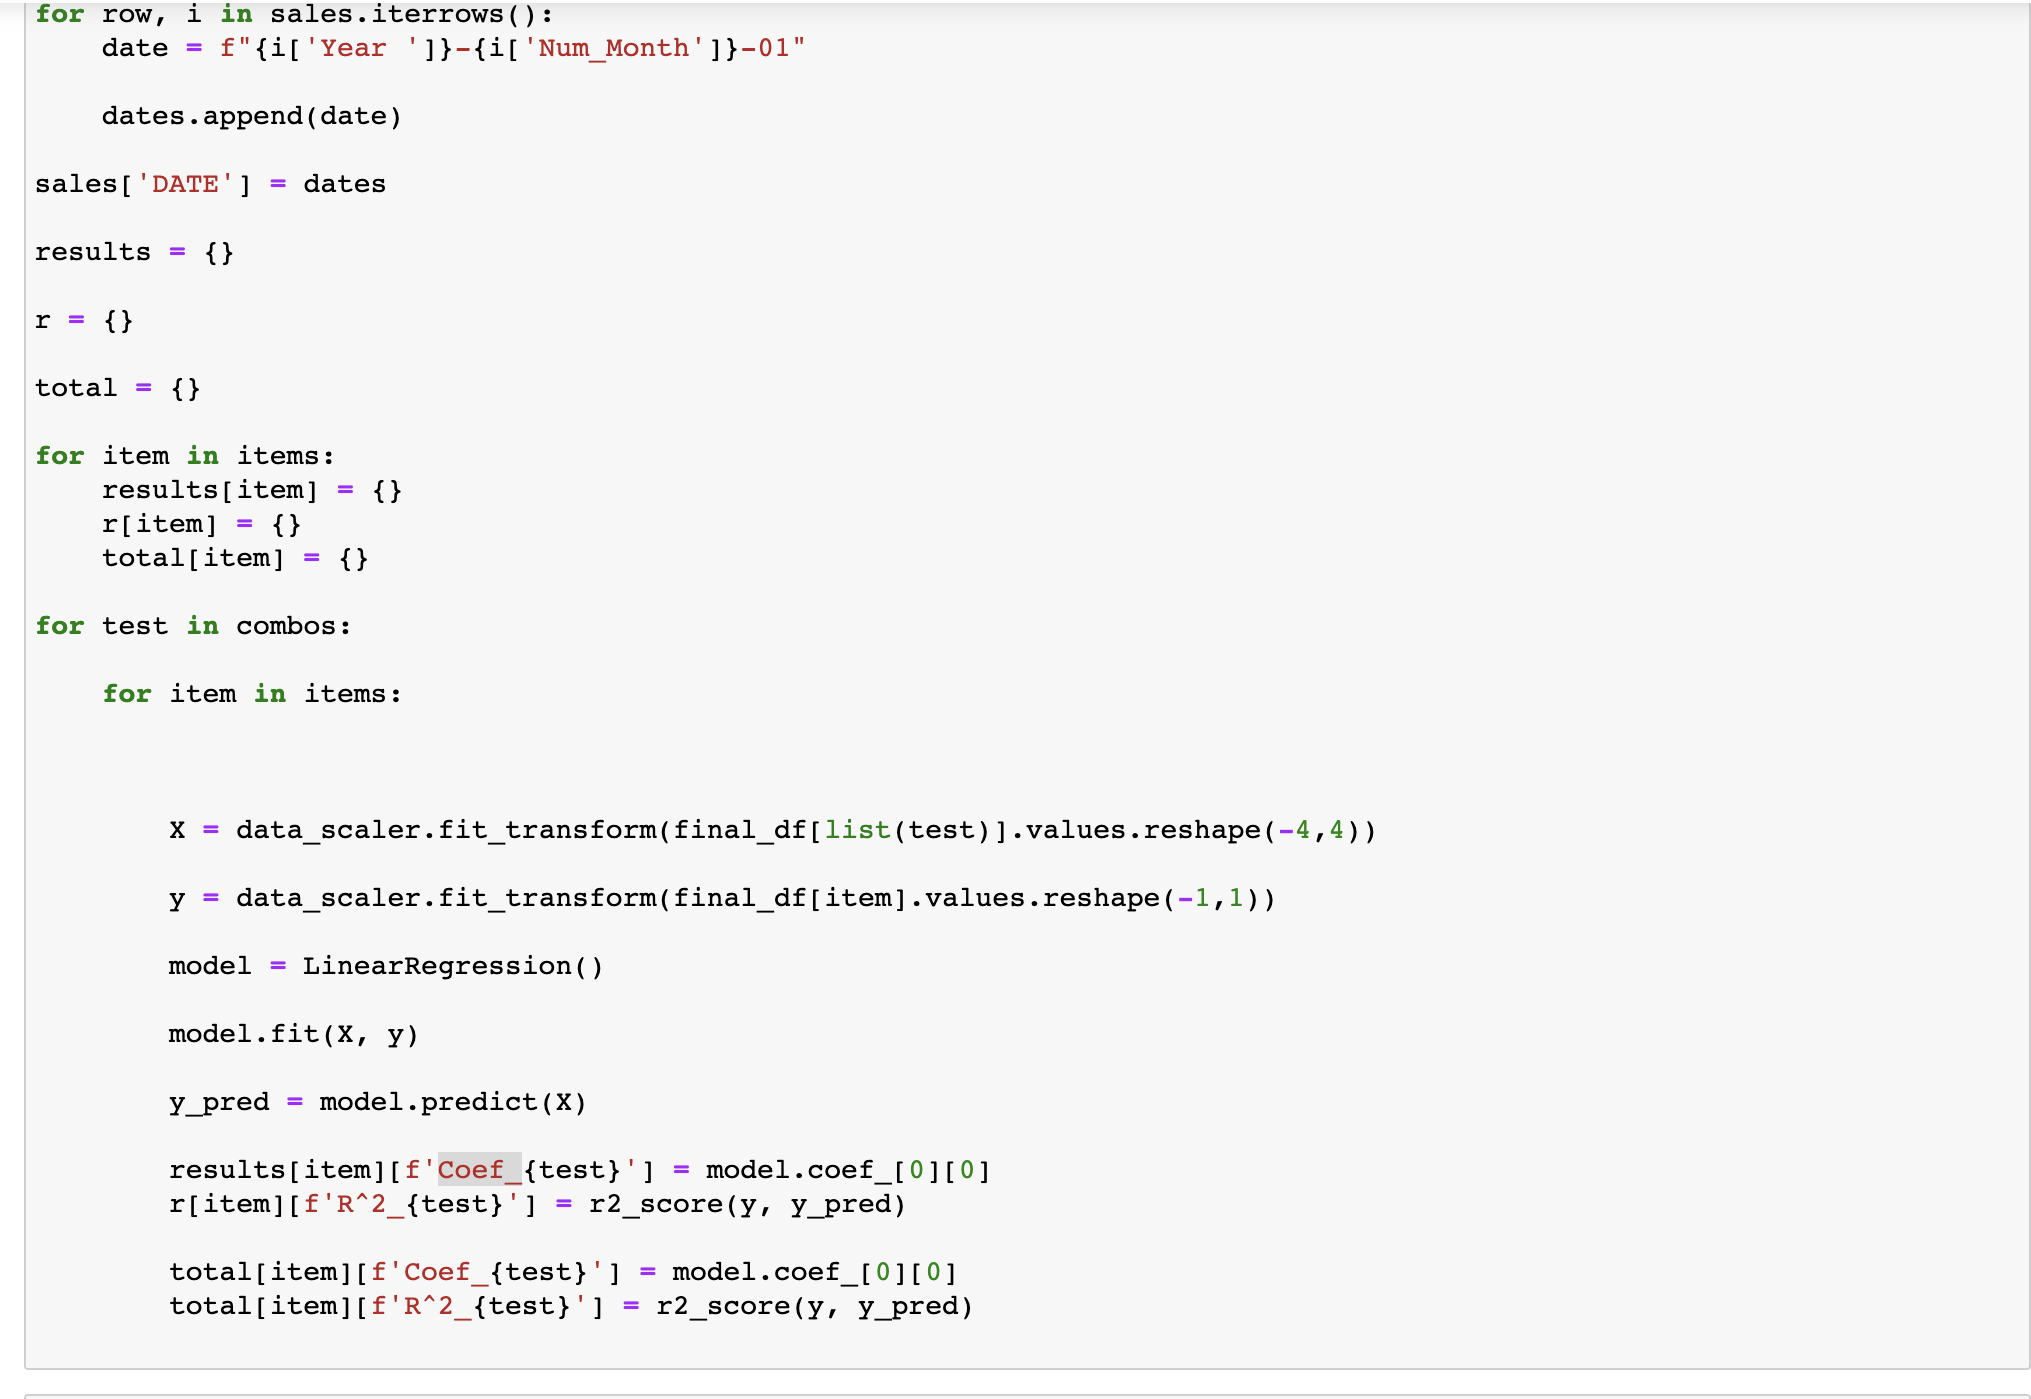 for row, i in sales.iterrows():
    date = f"{i['Year ']}-{i['Num_Month']}-01"
    dates.append(date)
sales['DATE'] = dates
results = {}
r = {}
total = {}
for item in items:
    results[item] = {}
    r[item] = {}
    total[item] = {}
for test in combos:
    for item in items:
        X = data_scaler.fit_transform(final_df[list(test)].values.reshape(-4,4))
        y = data_scaler.fit_transform(final_df[item].values.reshape(-1,1))
        model = LinearRegression()
        model.fit(X, y)
        y_pred = model.predict(X)
        results[item][f'Coef_{test}'] = model.coef_[0][0]
        r[item][f'R^2_{test}'] = r2_score(y, y_pred)
        total[item][f'Coef_{test}'] = model.coef_[0][0]
        total[item][f'R^2_{test}'] = r2_score(y, y_pred)